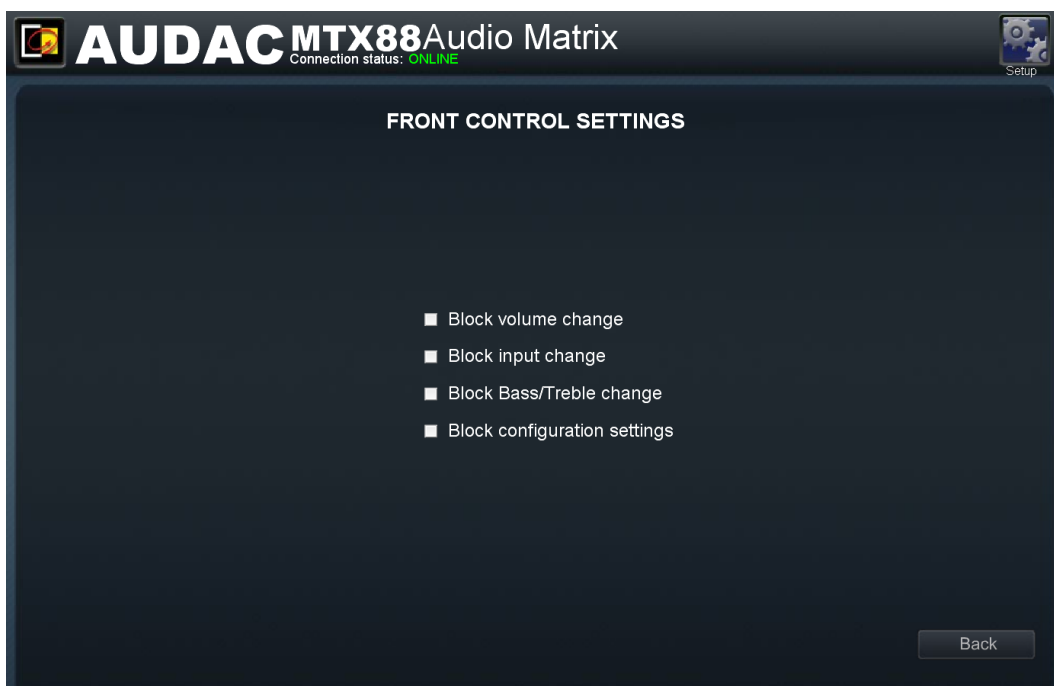 AUDAC MTX88 Audio Matrix
Connection status: ONLINE
Setup
FRONT CONTROL SETTINGS
Block volume change
Block input change
Block Bass/Treble change
Block configuration settings
Back